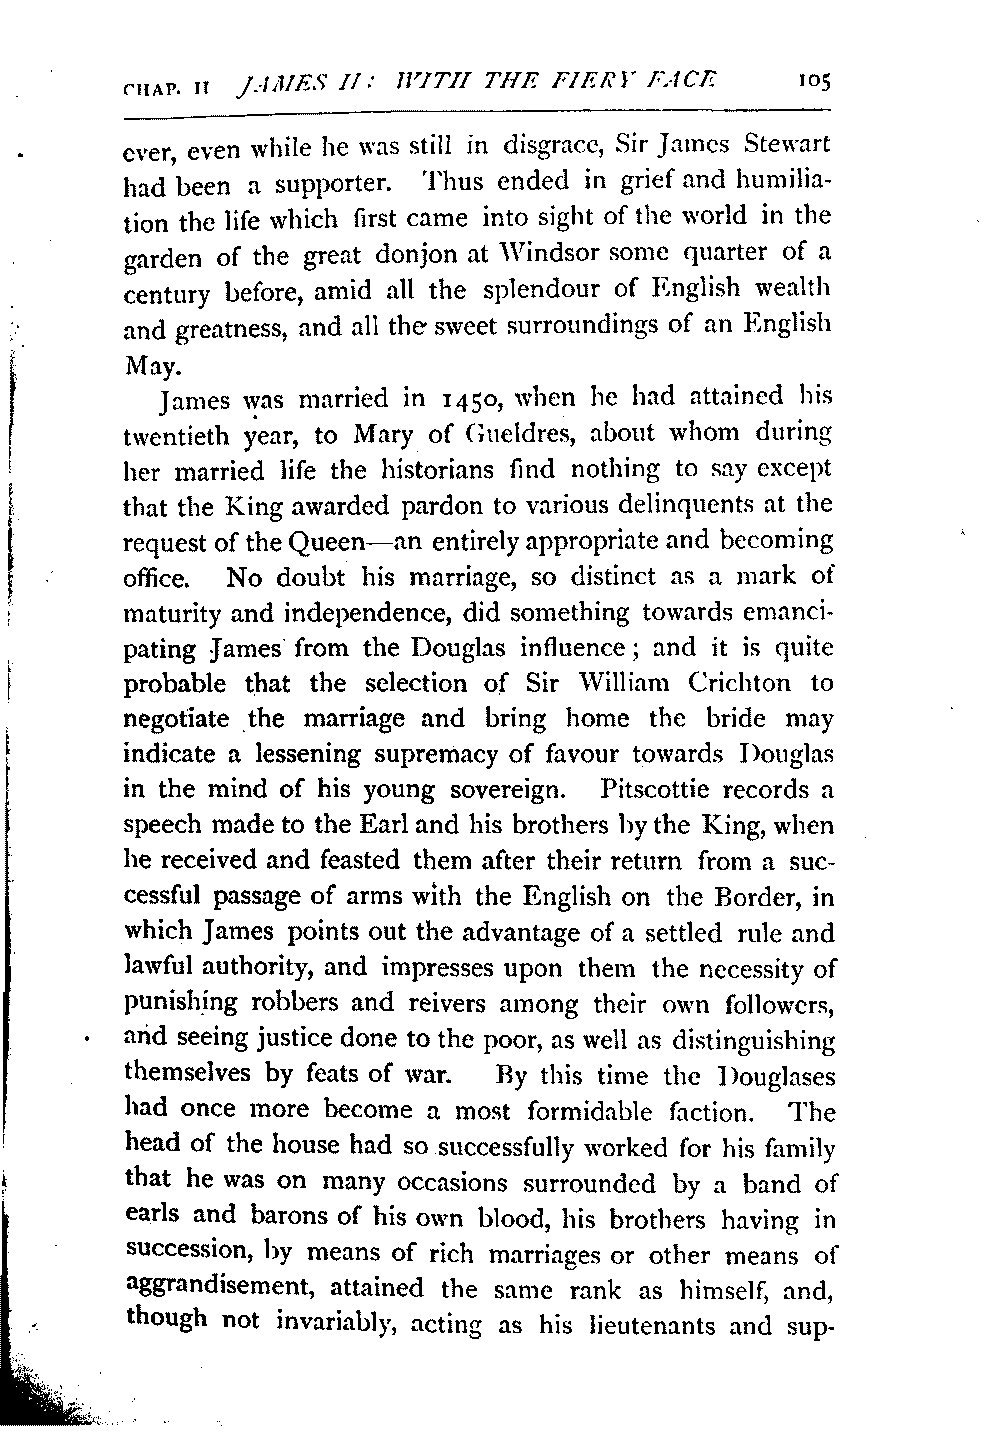 CHAP. II JAMES II: WITH THE FIERY FACE 105
ever, even while he was still in disgrace, Sir James Stewart
had been a supporter. Thus ended in grief and humilia-
tion the life which first came into sight of the world in the
garden of the great donjon at Windsor some quarter of a
century before, amid all the splendour of English wealth
and greatness, and all the sweet surroundings of an English
May.
James was married in 1450, when he had attained his
twentieth year, to Mary of Gueldres, about whom during
her married life the historians find nothing to say except
that the King awarded pardon to various delinquents at the
request of the Queen—an entirely appropriate and becoming
office. No doubt his marriage, so distinct as a mark of
maturity and independence, did something towards emanci-
pating James from the Douglas influence; and it is quite
probable that the selection of Sir William Crichton to
negotiate the marriage and bring home the bride may
indicate a lessening supremacy of favour towards Douglas
in the mind of his young sovereign. Pitscottie records a
speech made to the Earl and his brothers by the King, when
he received and feasted them after their return from a suc-
cessful passage of arms with the English on the Border, in
which James points out the advantage of a settled rule and
lawful authority, and impresses upon them the necessity of
punishing robbers and reivers among their own followers,
and seeing justice done to the poor, as well as distinguishing
themselves by feats of war. By this time the Douglases
had once more become a most formidable faction. The
head of the house had so successfully worked for his family
that he was on many occasions surrounded by a band of
earls and barons of his own blood, his brothers having in
succession, by means of rich marriages or other means of
aggrandisement, attained the same rank as himself, and,
though not invariably, acting as his lieutenants and sup-